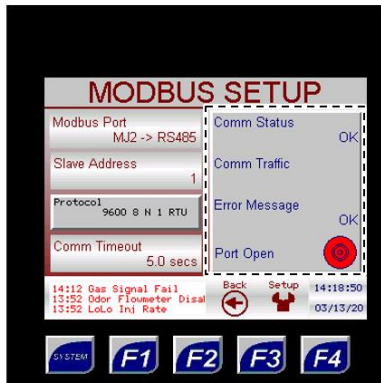 MODBUS SETUP
Modbus Port
MJ2 -> RS485
Slave Address
1
Protocol
9600 8 N 1 RTU
Comm Timeout
5.0 secs
Comm Status
OK
Comm Traffic
Error Message
OK
Port Open
14:12 Gas Signal Fail
13:52 Odor Flowmeter Disa
13:52 LoLo Inj Rate
Back
Setup
14:18:50
03/13/20
SYSTEM
F1
F2
F3
F4